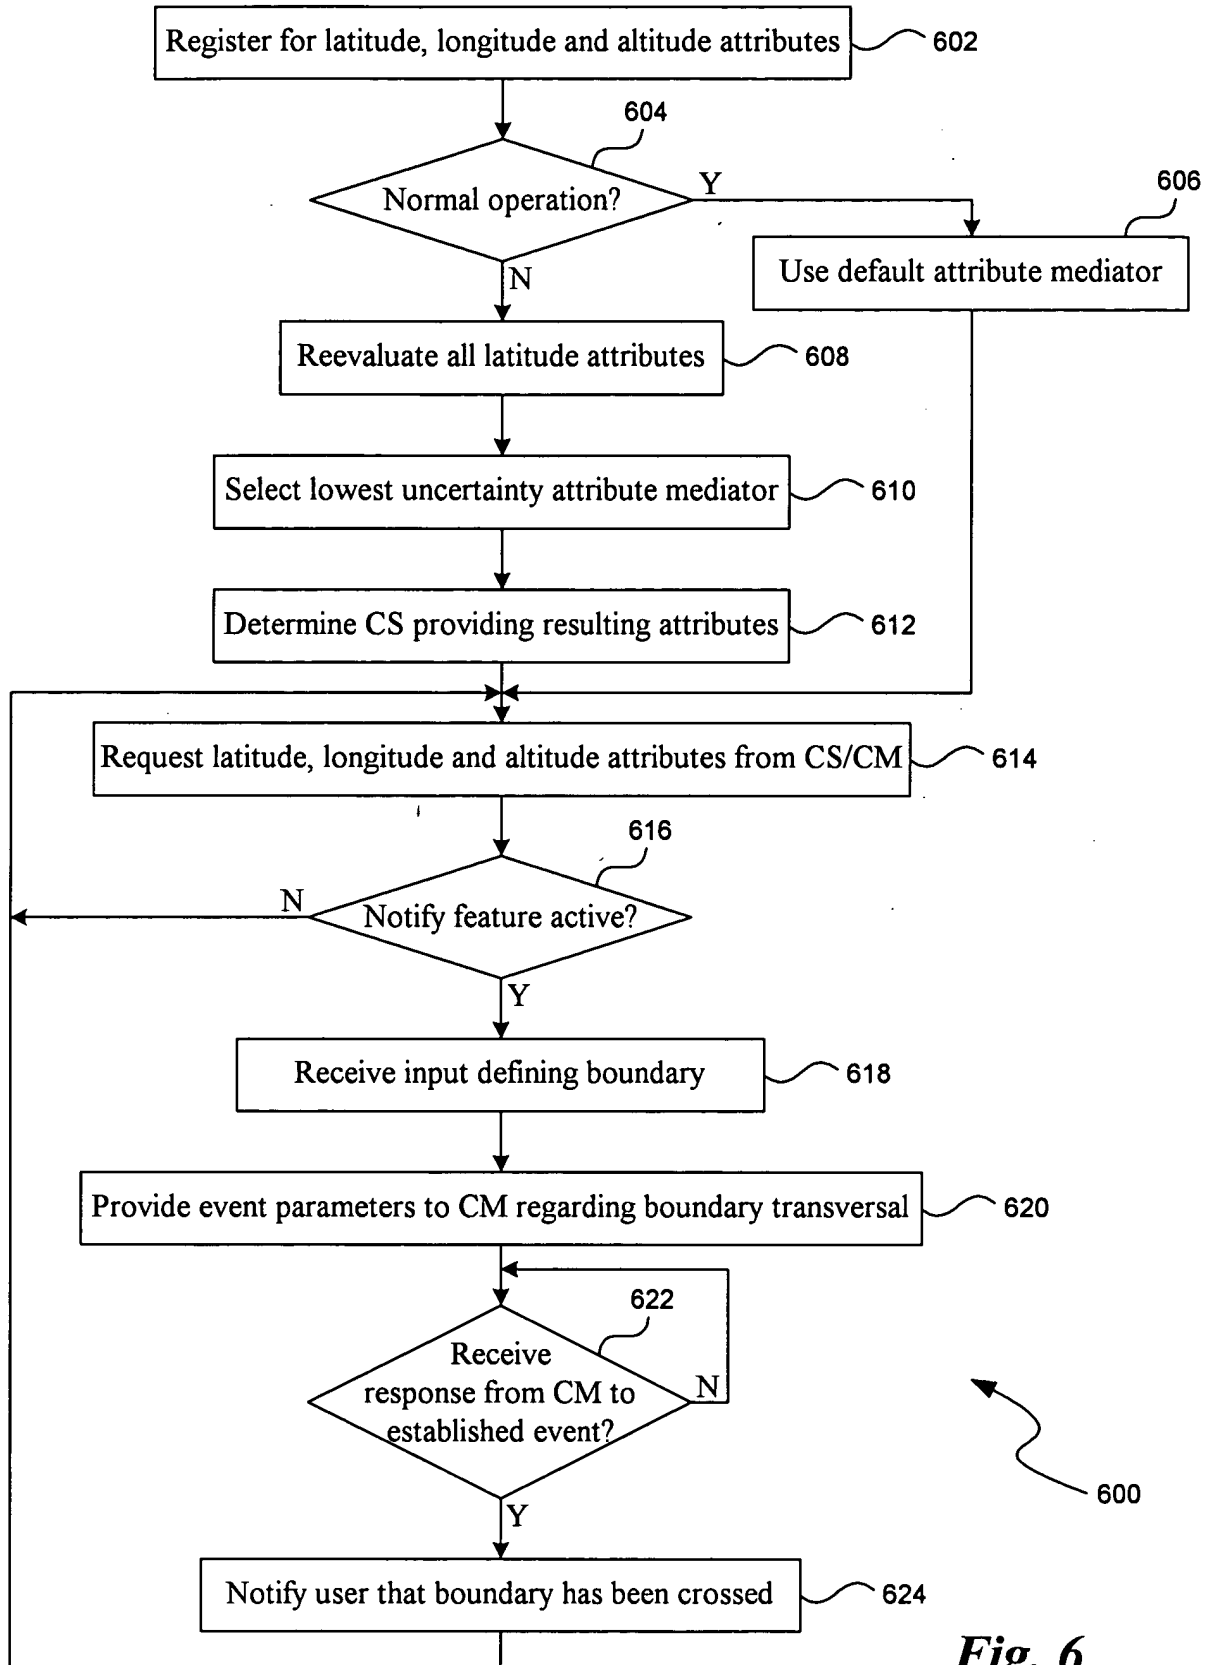 Register for latitude, longitude and altitude attributes
602
604
Normal operation?
Y
606
Use default attribute mediator
N
Reevaluate all latitude attributes
608
Select lowest uncertainty attribute mediator
610
Determine CS providing resulting attributes
612
Request latitude, longitude and altitude attributes from CS/CM
614
616
N
Notify feature active?
Y
Receive input defining boundary
618
Provide event parameters to CM regarding boundary transversal
620
622
Receive
response from CM to
established event?
N
600
Y
Notify user that boundary has been crossed
624
Fig. 6